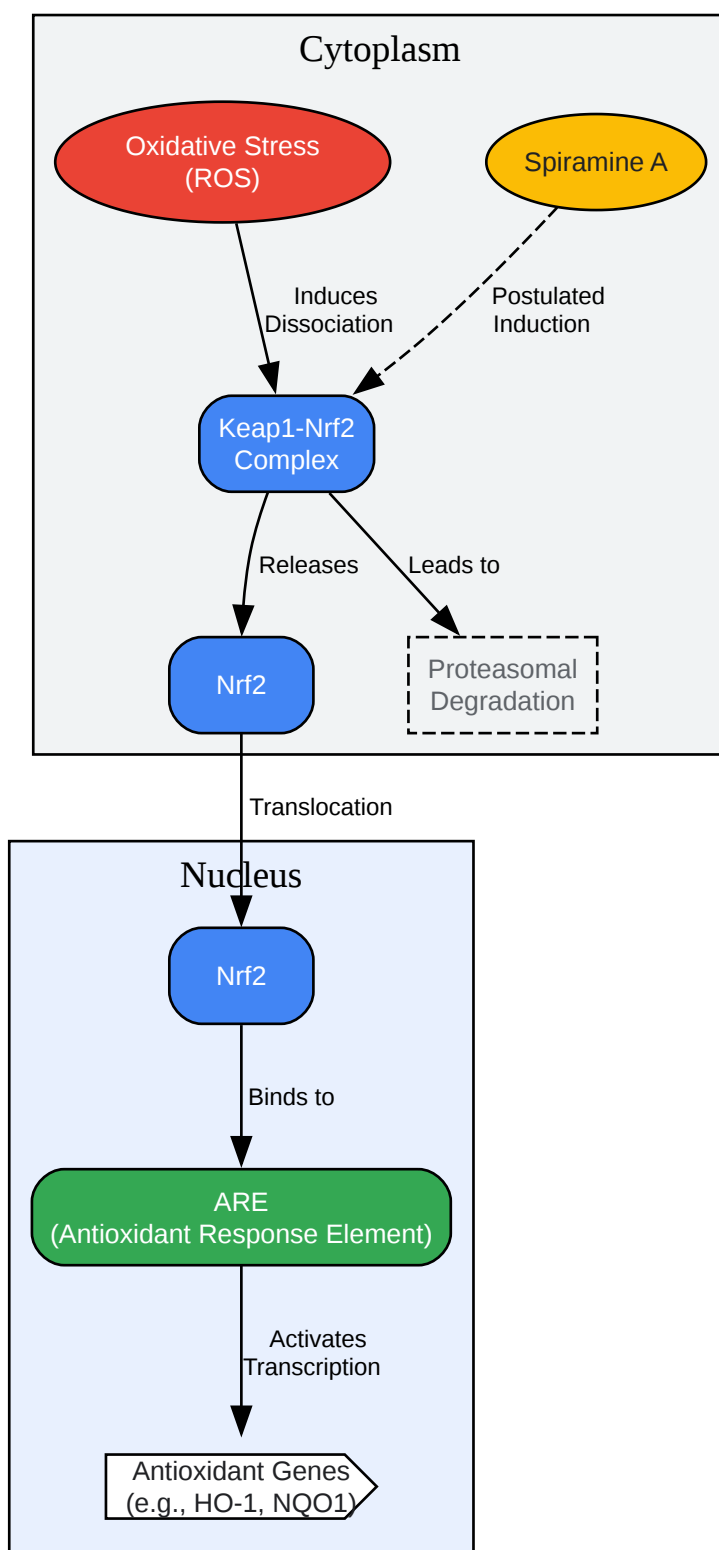 Cytoplasm
Oxidative Stress
(ROS)
Spiramine A
Induces
Dissociation
Postulated
Induction
Keap1-Nrf2
Complex
Releases
Leads to
Nrf2
Proteasomal
Degradation
Translocation
Nucleus
Nrf2
Binds to
ARE
(Antioxidant Response Element)
Activates
Transcription
Antioxidant Genes
(e.g., HO-1, NQO1)